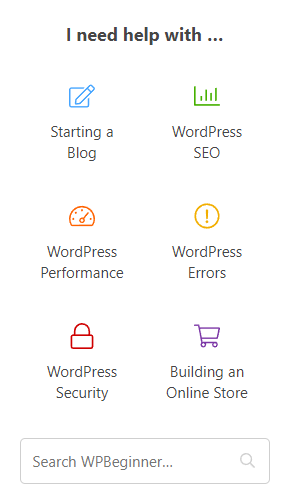 I need help with ...
Starting a
Blog
WordPress
SEO
WordPress
Performance
WordPress
Errors
WordPress
Security
Building an
Online Store
Search WPBeginner...